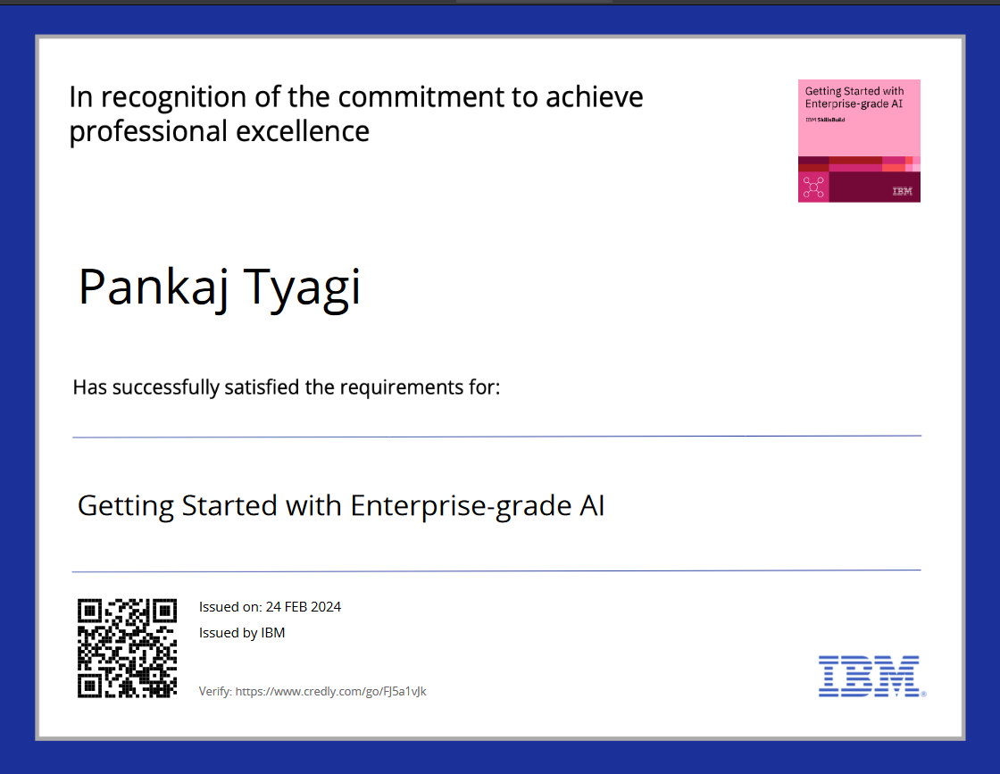 In recognition of the commitment to achieve
professional excellence
Getting Started with
Enterprise-grade AI
IBM SkillsBuild
IBM
Pankaj Tyagi
Has successfully satisfied the requirements for:
Getting Started with Enterprise-grade AI
Issued on: 24 FEB 2024
Issued by IBM
Verify: https://www.credly.com/go/FJ5a1vJk
IBM®